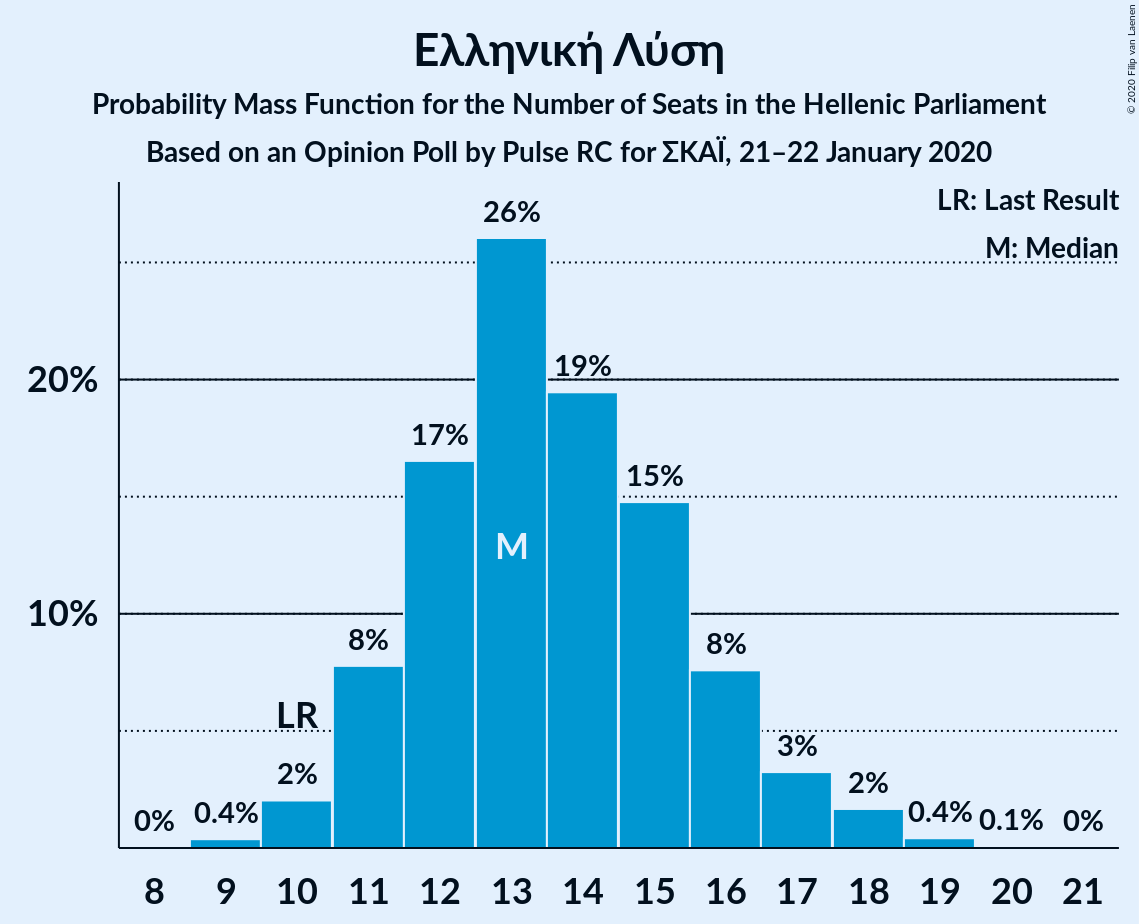 Ελληνική Λύση
Probability Mass Function for the Number of Seats in the Hellenic Parliament
Based on an Opinion Poll by Pulse RC for ΣΚΑΪ, 21–22 January 2020
© 2020 Filip van Laenen
LR: Last Result
M: Median
20%
10%
0%
0.4%
2%
LR
8%
17%
26%
M
19%
15%
8%
3%
2%
0.4%
0.1%
0%
8 9 10 11 12 13 14 15 16 17 18 19 20 21